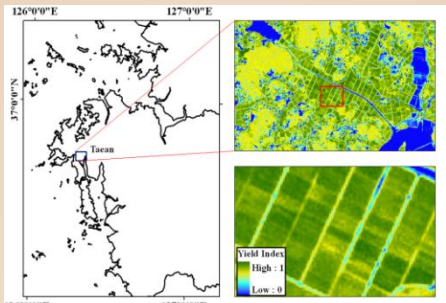 126°0'0"E
127°0'0"E
37°0'0"N
Taean
Yield Index
High : 1
Low : 0